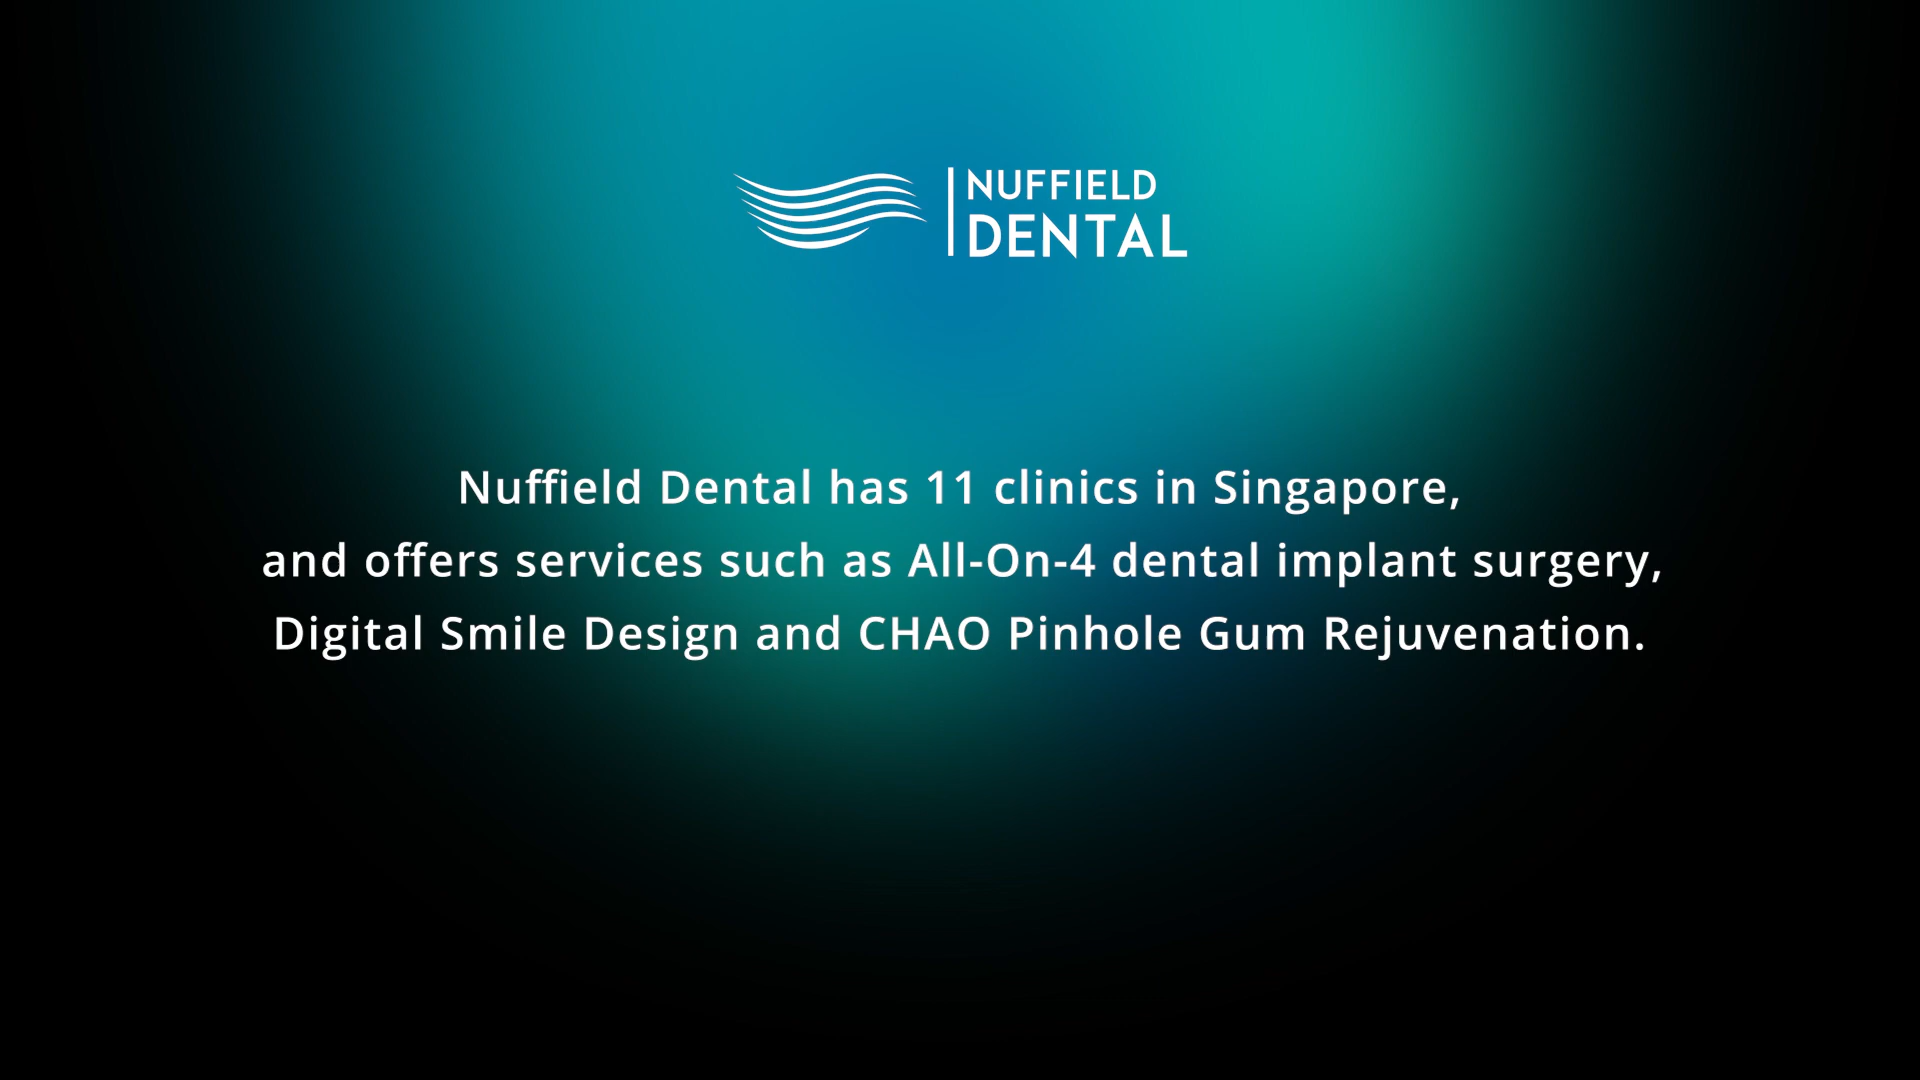 NUFFIELD
DENTAL
Nuffield Dental has 11 clinics in Singapore,
and offers services such as All-On-4 dental implant surgery,
Digital Smile Design and CHAO Pinhole Gum Rejuvenation.